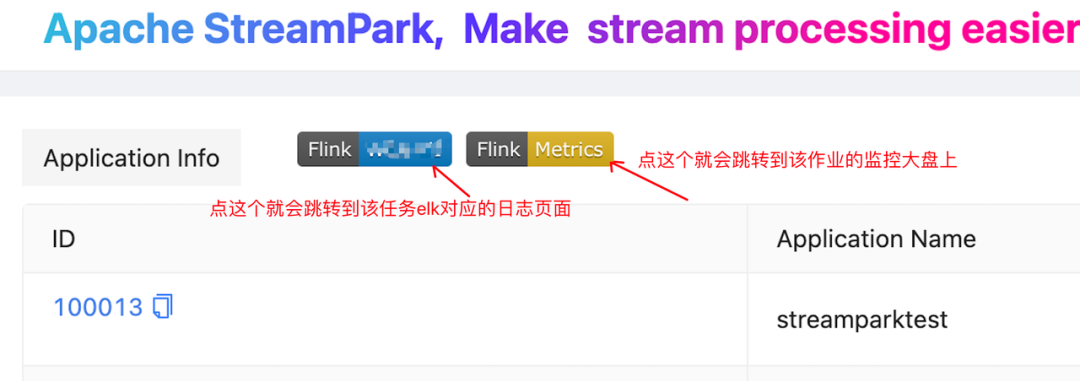 Apache StreamPark, Make stream processing easier
Application Info
Flink
Flink Metrics
点这个就会跳转到该作业的监控大盘上
点这个就会跳转到该任务elk对应的日志页面
ID
Application Name
100013
streamparktest